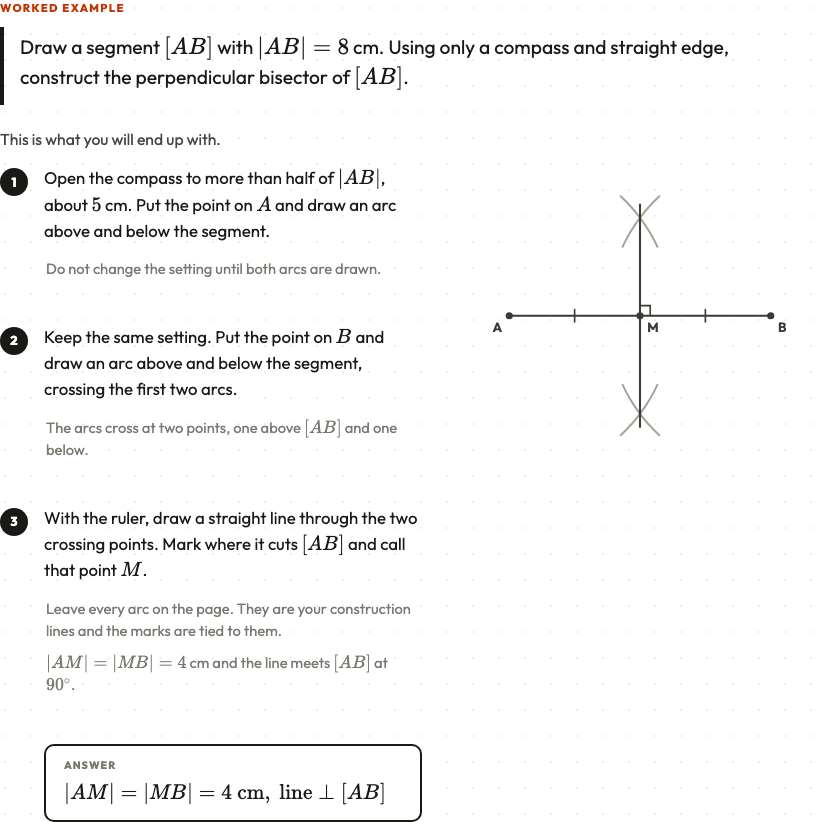 WORKED EXAMPLE
Draw a segment [AB] with |AB| = 8 cm. Using only a compass and straight edge,
construct the perpendicular bisector of [AB].
This is what you will end up with.
1 Open the compass to more than half of |AB|,
about 5 cm. Put the point on A and draw an arc
above and below the segment.
Do not change the setting until both arcs are drawn.
2 Keep the same setting. Put the point on B and
draw an arc above and below the segment,
crossing the first two arcs.
The arcs cross at two points, one above [AB] and one
below.
3 With the ruler, draw a straight line through the two
crossing points. Mark where it cuts [AB] and call
that point M.
Leave every arc on the page. They are your construction
lines and the marks are tied to them.
|AM| = |MB| = 4 cm and the line meets [AB] at
90°.
ANSWER
|AM| = |MB| = 4 cm, line ⊥ [AB]
A M B